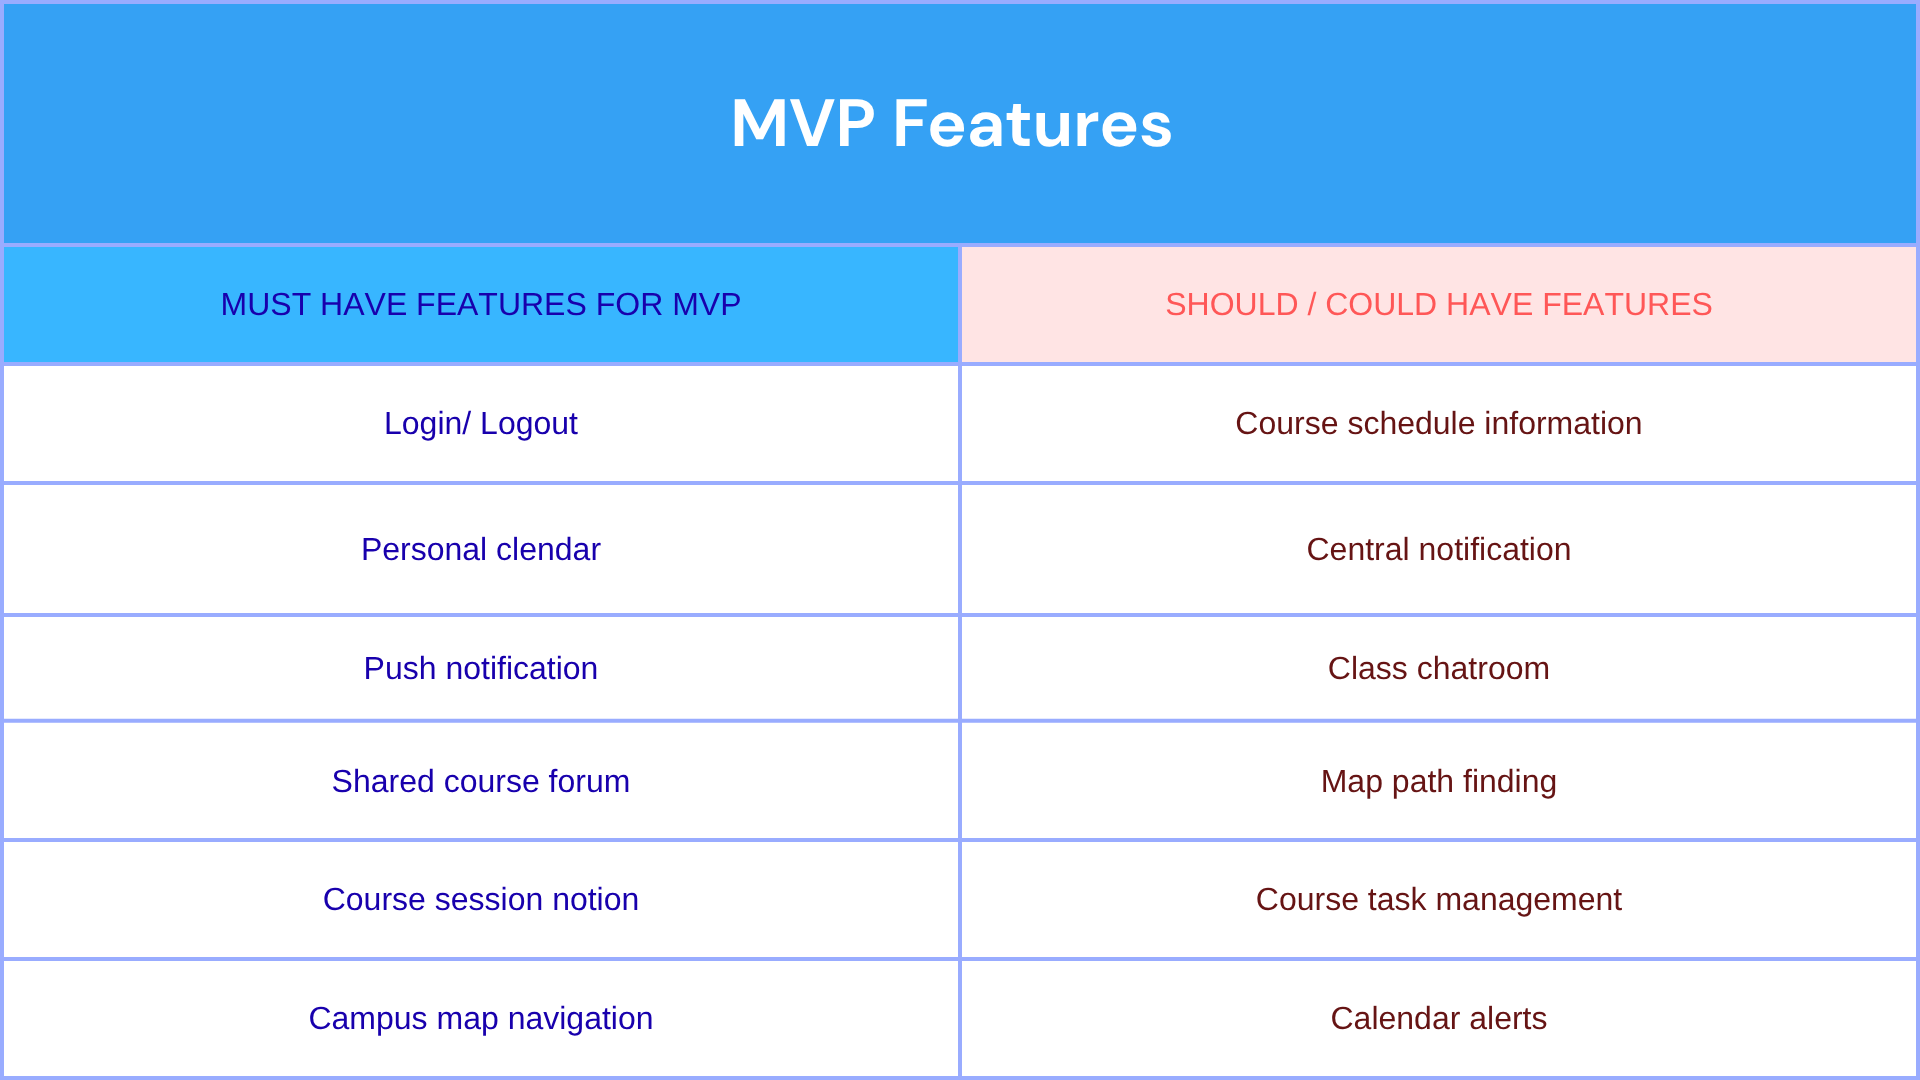 MVP Features
MUST HAVE FEATURES FOR MVP
SHOULD / COULD HAVE FEATURES
Login/ Logout
Course schedule information
Personal clendar
Central notification
Push notification
Class chatroom
Shared course forum
Map path finding
Course session notion
Course task management
Campus map navigation
Calendar alerts